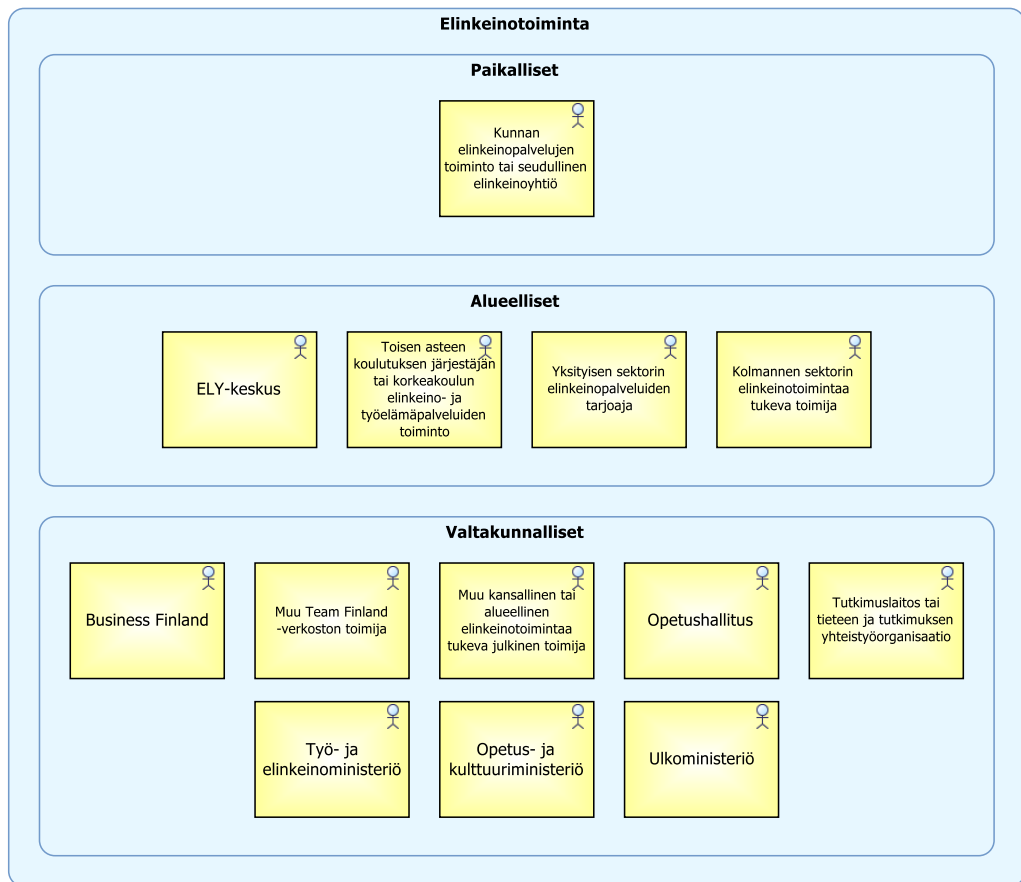 Elinkeinotoiminta
Paikalliset
Kunnan
elinkeinopalvelujen
toiminto tai seudullinen
elinkeinoyhtiö
Alueelliset
ELY-keskus
Toisen asteen
koulutuksen järjestäjän
tai korkeakoulun
elinkeino- ja
työelämäpalveluiden
toiminto
Yksityisen sektorin
elinkeinopalveluiden
tarjoaja
Kolmannen sektorin
elinkeinotoimintaa
tukeva toimija
Valtakunnalliset
Business Finland
Muu Team Finland
-verkoston toimija
Muu kansallinen tai
alueellinen
elinkeinotoimintaa
tukeva julkinen toimija
Opetushallitus
Tutkimuslaitos tai
tieteen ja tutkimuksen
yhteistyöorganisaatio
Työ- ja
elinkeinoministeriö
Opetus- ja
kulttuuriministeriö
Ulkoministeriö